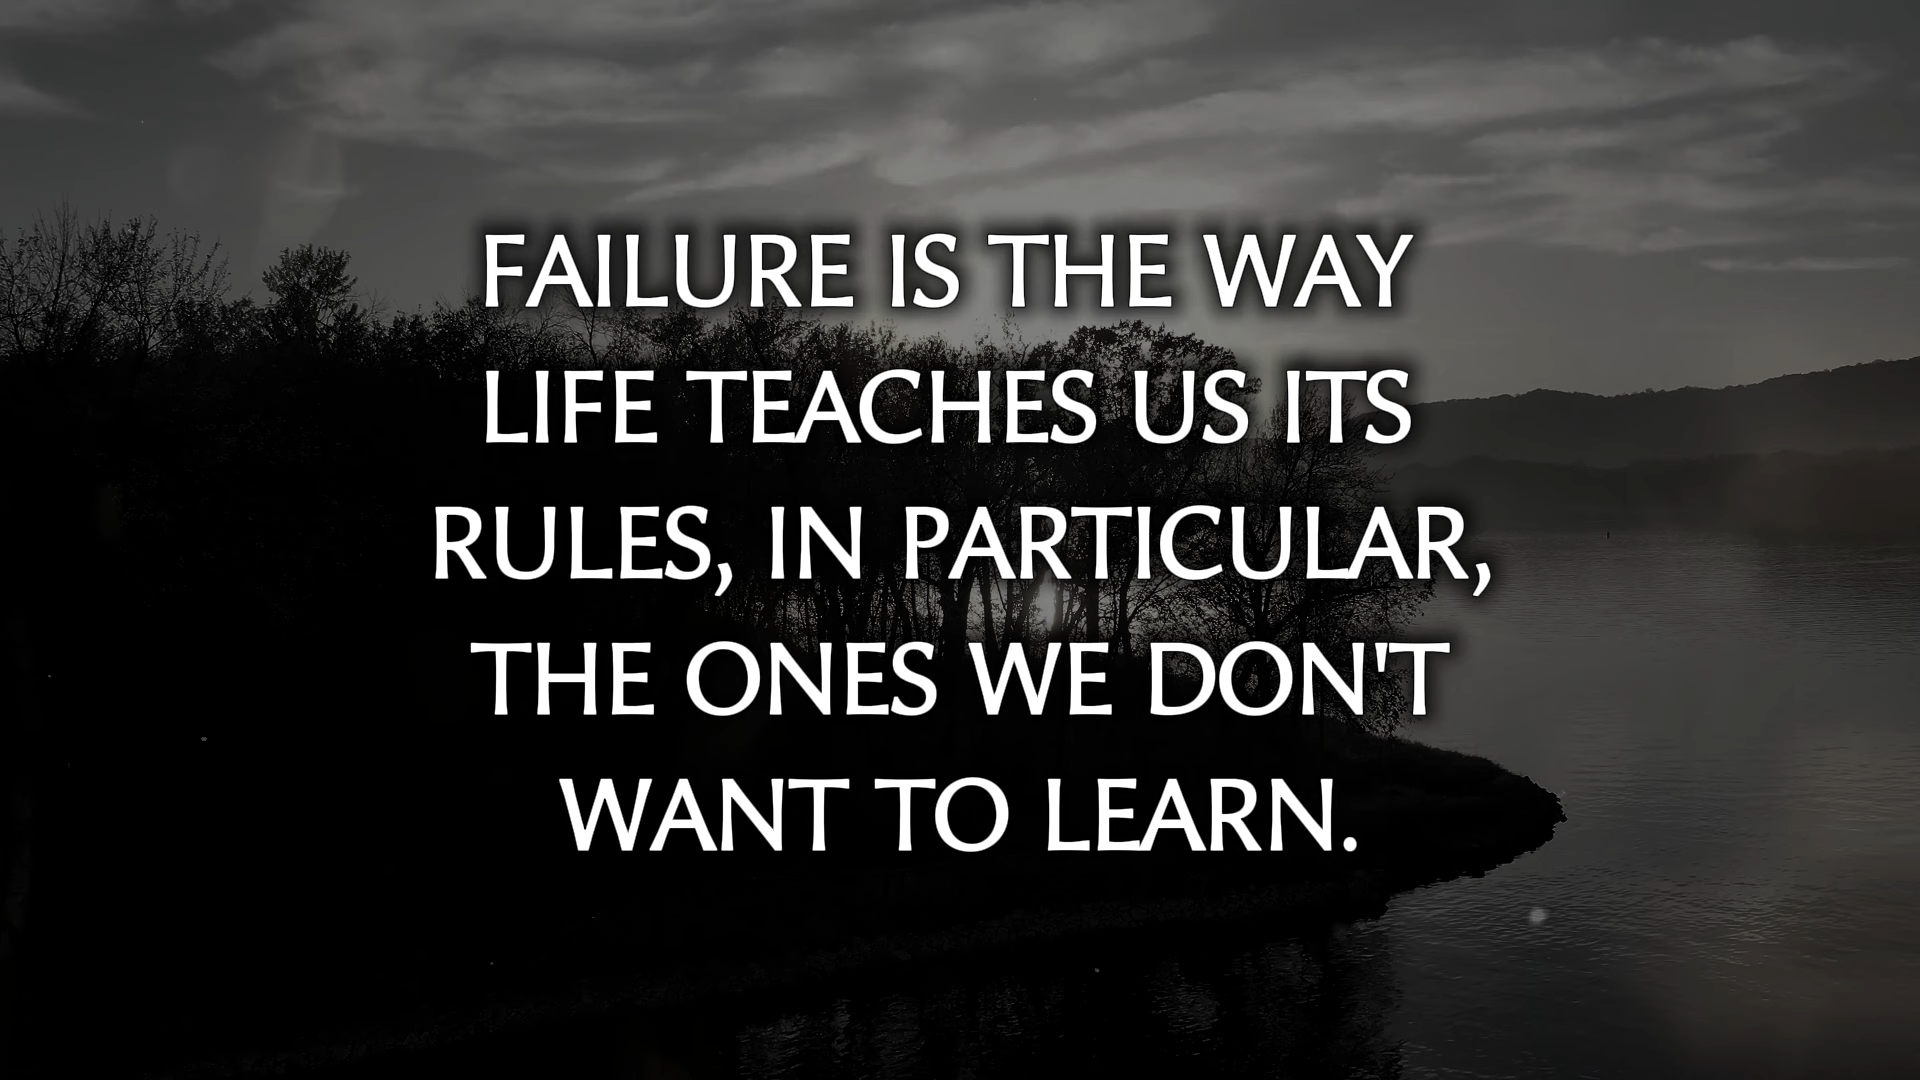 FAILURE IS THE WAY
LIFE TEACHES US ITS
RULES, IN PARTICULAR,
THE ONES WE DON'T
WANT TO LEARN.